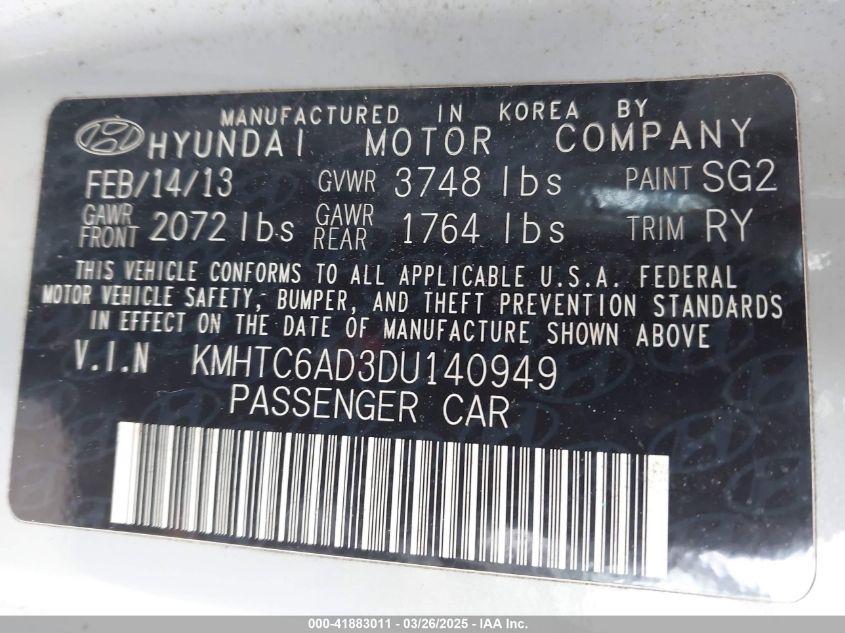 MANUFACTURED IN KOREA BY
HYUNDAI MOTOR COMPANY
FEB/14/13 GVWR 3748 lbs PAINT SG2
GAWR FRONT 2072 lbs GAWR REAR 1764 lbs TRIM RY
THIS VEHICLE CONFORMS TO ALL APPLICABLE U.S.A. FEDERAL
MOTOR VEHICLE SAFETY, BUMPER, AND THEFT PREVENTION STANDARDS
IN EFFECT ON THE DATE OF MANUFACTURE SHOWN ABOVE
V.I.N KMHTC6AD3DU140949
PASSENGER CAR
000-41883011 - 03/26/2025 - IAA Inc.